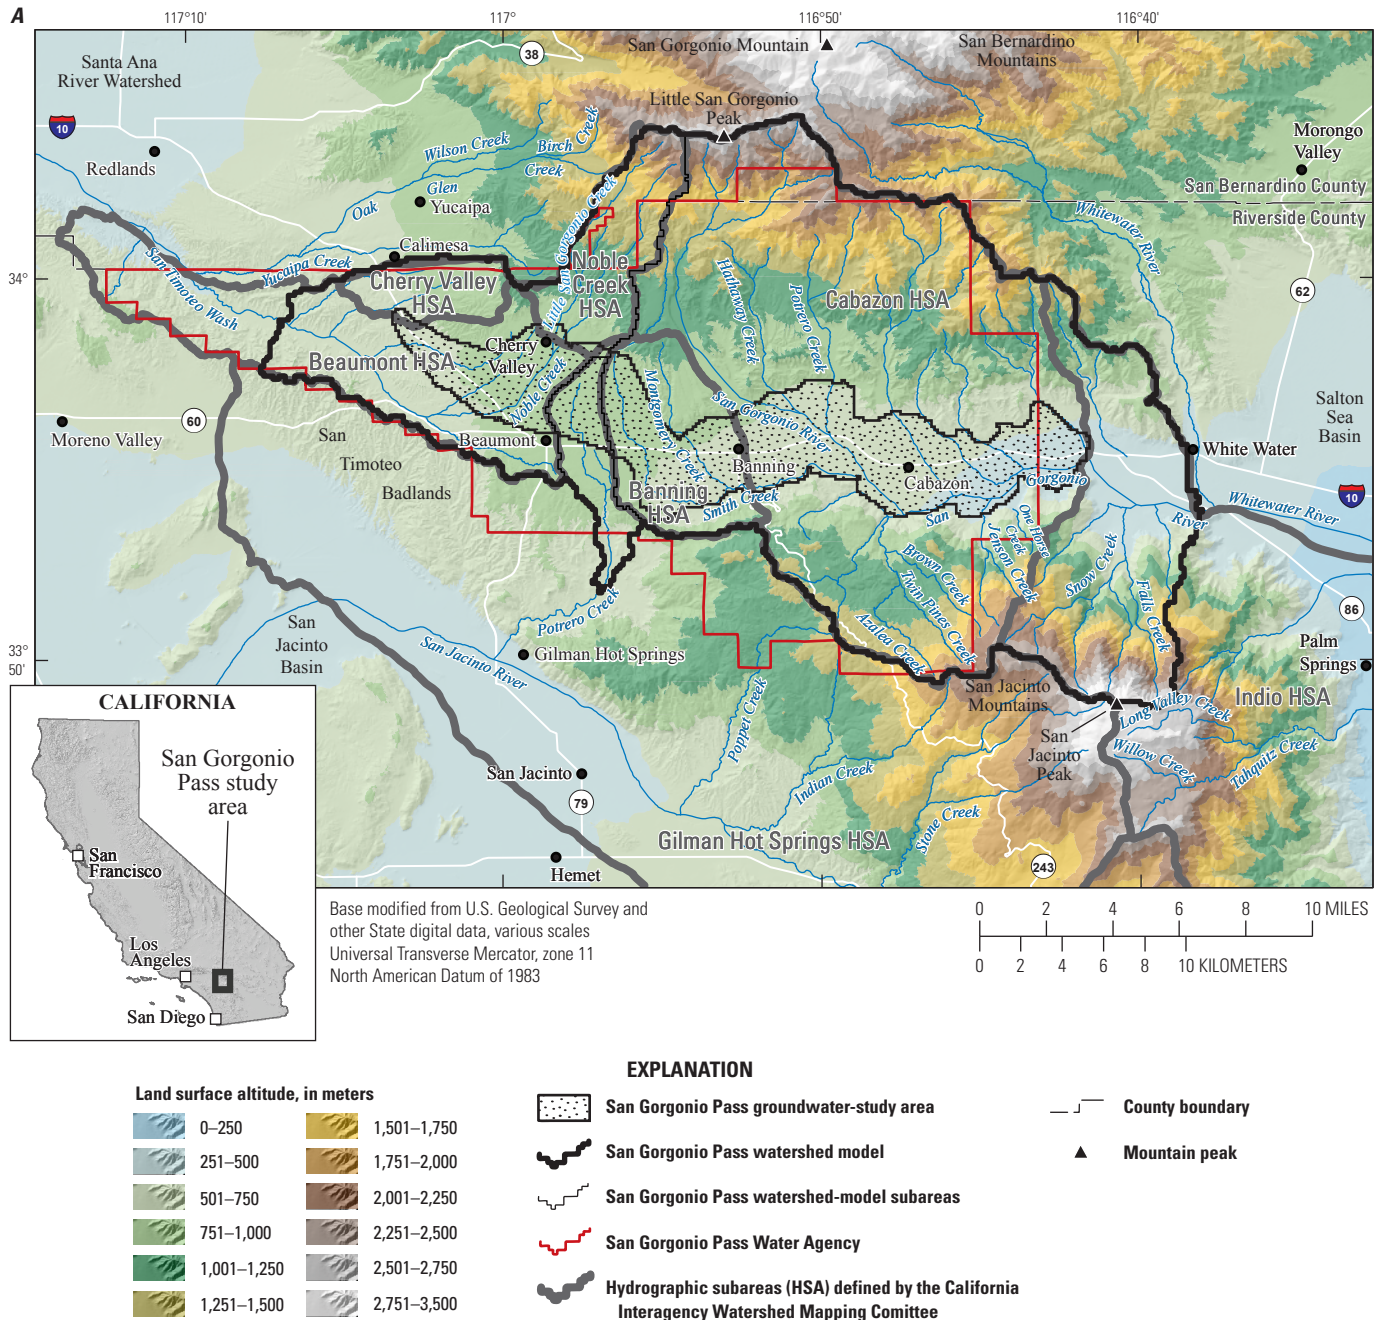 A
117°10'
117°
116°50'
116°40'
34°
33°
50'
Santa Ana
River Watershed
10
Redlands
38
San Gorgonio Mountain
San Bernardino
Mountains
Little San Gorgonio
Peak
Morongo
Valley
San Bernardino County
Riverside County
Wilson Creek
Birch Creek
Oak
Glen
Creek
Yucaipa
Calimesa
Yucaipa Creek
San Timoteo Wash
Little San Gorgonio Creek
Noble
Creek
HSA
Cherry Valley
HSA
Beaumont HSA
Cherry
Valley
Noble Creek
Hathaway Creek
Potrero Creek
Cabazon HSA
Whitewater River
62
Salton
Sea
Basin
Moreno Valley
60
San
Timoteo
Badlands
Beaumont
Montgomery Creek
San Gorgonio River
Banning
Banning
HSA
Smith Creek
Cabazon
San
Gorgonio
River
White Water
10
Whitewater River
One Horse
Creek
Jenson Creek
Snow Creek
Falls Creek
Brown Creek
Twin Pines Creek
Azalea Creek
86
Palm
Springs
Potrero Creek
San
Jacinto
Basin
San Jacinto River
Gilman Hot Springs
Poppet Creek
San Jacinto
Mountains
San
Jacinto
Peak
Long Valley Creek
Indio HSA
Willow Creek
Tahquitz Creek
Indian Creek
Stone Creek
San Jacinto
79
Gilman Hot Springs HSA
243
Hemet
CALIFORNIA
San Gorgonio
Pass study
area
San
Francisco
Los
Angeles
San Diego
Base modified from U.S. Geological Survey and
other State digital data, various scales
Universal Transverse Mercator, zone 11
North American Datum of 1983
0 2 4 6 8 10 MILES
0 2 4 6 8 10 KILOMETERS
EXPLANATION
Land surface altitude, in meters
0–250
251–500
501–750
751–1,000
1,001–1,250
1,251–1,500
1,501–1,750
1,751–2,000
2,001–2,250
2,251–2,500
2,501–2,750
2,751–3,500
San Gorgonio Pass groundwater-study area
San Gorgonio Pass watershed model
San Gorgonio Pass watershed-model subareas
San Gorgonio Pass Water Agency
Hydrographic subareas (HSA) defined by the California
Interagency Watershed Mapping Comittee
County boundary
Mountain peak